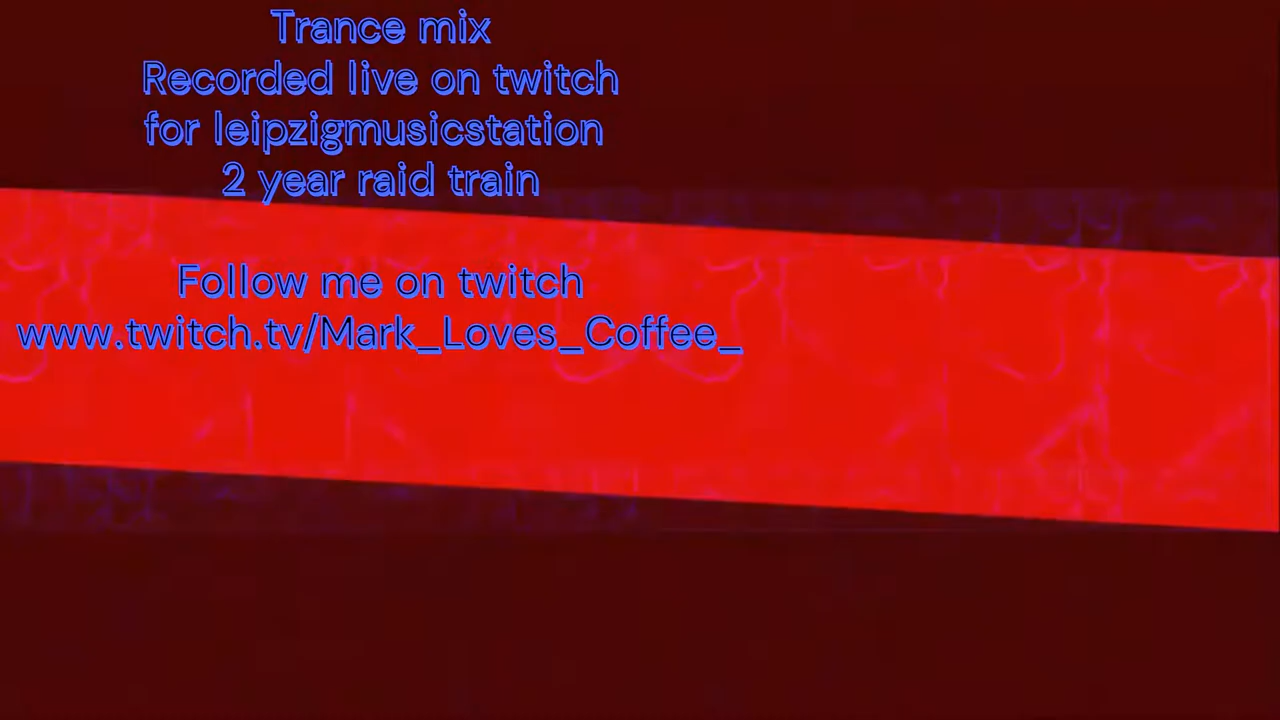 Trance mix
Recorded live on twitch
for leipzigmusicstation
2 year raid train
Follow me on twitch
www.twitch.tv/Mark_Loves_Coffee_